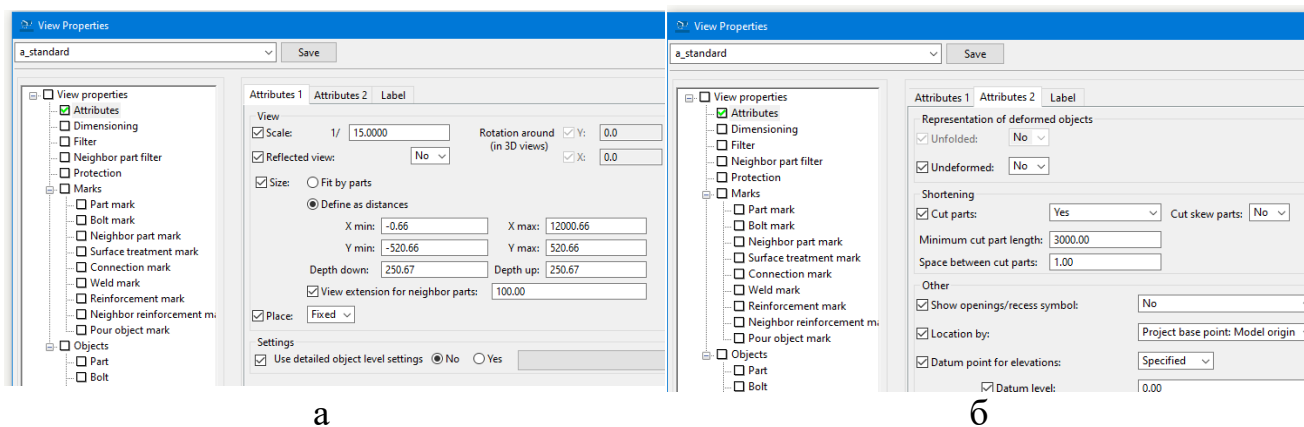 View Properties
a_standard
Save
View properties
Attributes
Dimensioning
Filter
Neighbor part filter
Protection
Marks
Part mark
Bolt mark
Neighbor part mark
Surface treatment mark
Connection mark
Weld mark
Reinforcement mark
Neighbor reinforcement m
Pour object mark
Objects
Part
Bolt
Attributes 1 Attributes 2 Label
View
Scale: 1/ 15.0000 Rotation around Y: 0.0
(in 3D views)
Reflected view: No X: 0.0
Size: Fit by parts
Define as distances
X min: -0.66 X max: 12000.66
Y min: -520.66 Y max: 520.66
Depth down: 250.67 Depth up: 250.67
View extension for neighbor parts: 100.00
Place: Fixed
Settings
Use detailed object level settings No Yes
а
View Properties
a_standard
Save
View properties
Attributes
Dimensioning
Filter
Neighbor part filter
Protection
Marks
Part mark
Bolt mark
Neighbor part mark
Surface treatment mark
Connection mark
Weld mark
Reinforcement mark
Neighbor reinforcement m
Pour object mark
Objects
Part
Bolt
Attributes 1 Attributes 2 Label
Representation of deformed objects
Unfolded: No
Undeformed: No
Shortening
Cut parts: Yes Cut skew parts: No
Minimum cut part length: 3000.00
Space between cut parts: 1.00
Other
Show openings/recess symbol: No
Location by: Project base point: Model origin
Datum point for elevations: Specified
Datum level: 0.00
б